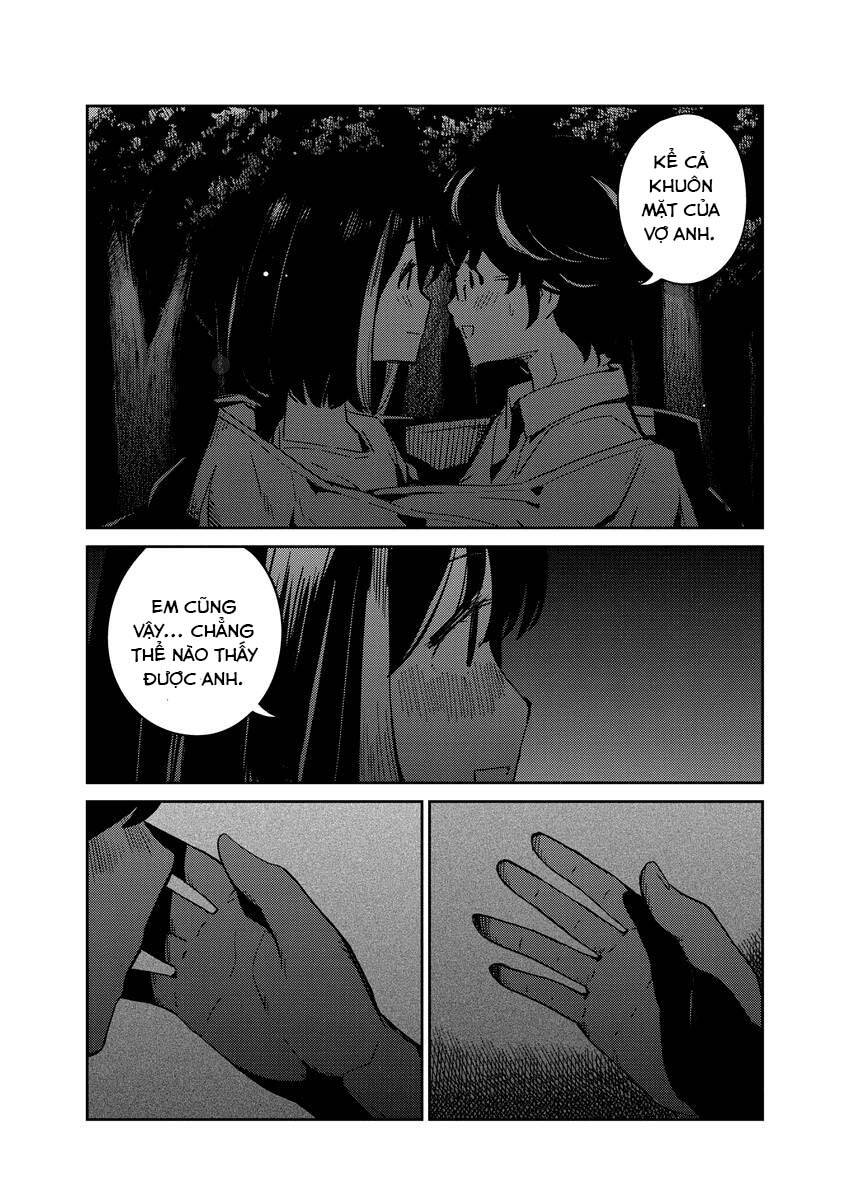 KỂ CẢ
KHUÔN
MẶT CỦA
VỢ ANH.
EM CŨNG
VẬY... CHẲNG
THỂ NÀO THẤY
ĐƯỢC ANH.